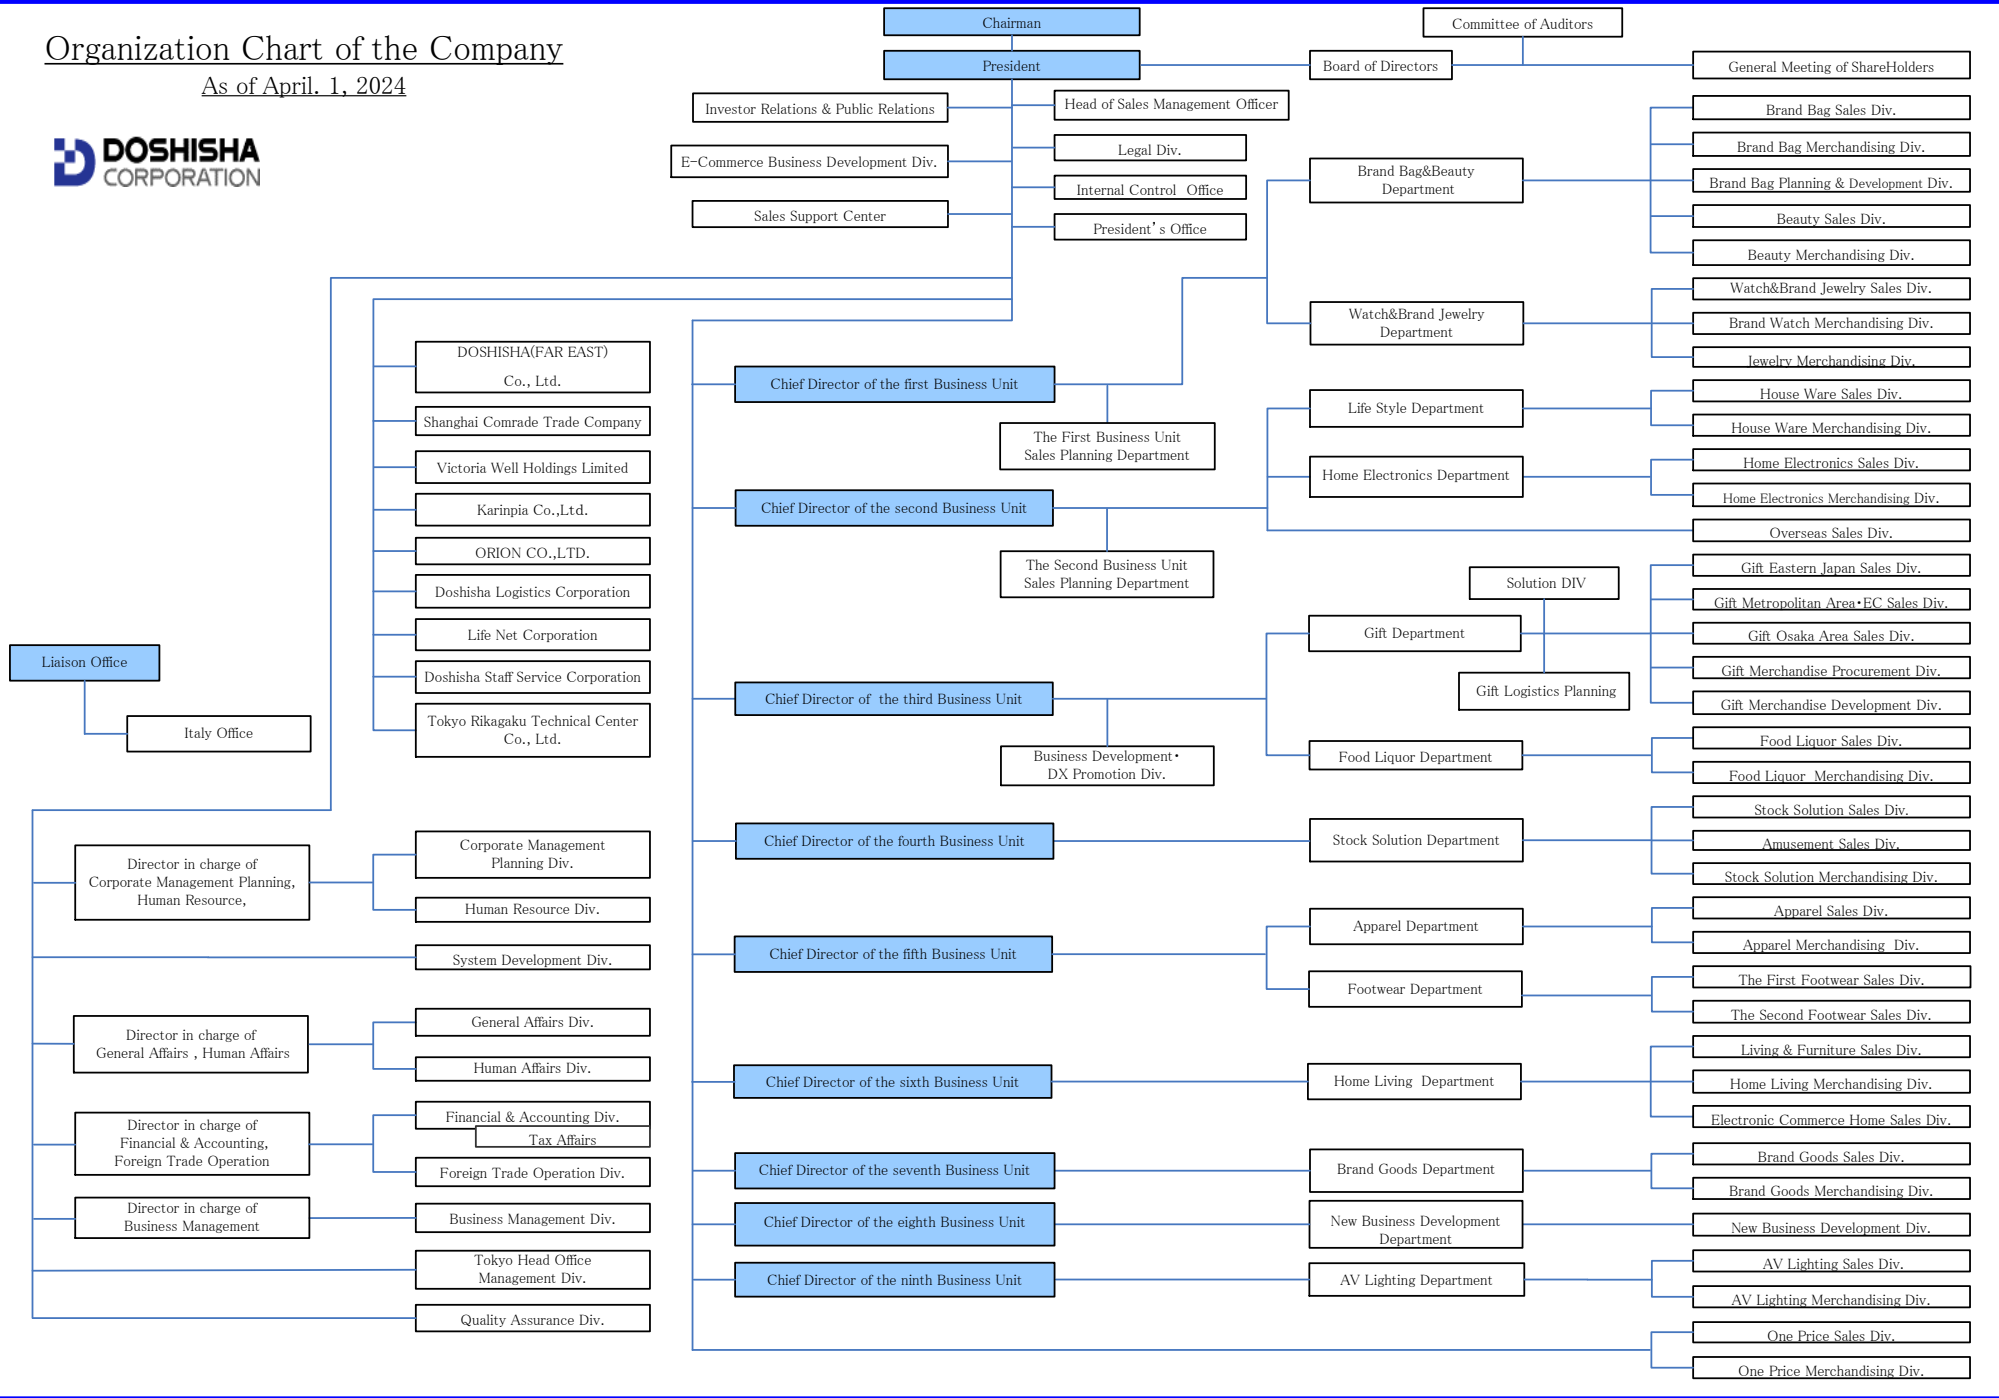 Organization Chart of the Company
As of April. 1, 2024
DOSHISHA
CORPORATION
Chairman
President
Committee of Auditors
Board of Directors
General Meeting of ShareHolders
Investor Relations & Public Relations
Head of Sales Management Officer
E-Commerce Business Development Div.
Legal Div.
Internal Control Office
Sales Support Center
President's Office
DOSHISHA(FAR EAST)
Co., Ltd.
Shanghai Comrade Trade Company
Victoria Well Holdings Limited
Karinpia Co.,Ltd.
ORION CO.,LTD.
Doshisha Logistics Corporation
Life Net Corporation
Doshisha Staff Service Corporation
Tokyo Rikagaku Technical Center
Co., Ltd.
Liaison Office
Italy Office
Director in charge of
Corporate Management Planning,
Human Resource,
Corporate Management
Planning Div.
Human Resource Div.
System Development Div.
Director in charge of
General Affairs , Human Affairs
General Affairs Div.
Human Affairs Div.
Director in charge of
Financial & Accounting,
Foreign Trade Operation
Financial & Accounting Div.
Tax Affairs
Foreign Trade Operation Div.
Director in charge of
Business Management
Business Management Div.
Tokyo Head Office
Management Div.
Quality Assurance Div.
Chief Director of the first Business Unit
The First Business Unit
Sales Planning Department
Brand Bag&Beauty
Department
Brand Bag Sales Div.
Brand Bag Merchandising Div.
Brand Bag Planning & Development Div.
Beauty Sales Div.
Beauty Merchandising Div.
Watch&Brand Jewelry
Department
Watch&Brand Jewelry Sales Div.
Brand Watch Merchandising Div.
Jewelry Merchandising Div.
Chief Director of the second Business Unit
The Second Business Unit
Sales Planning Department
Life Style Department
House Ware Sales Div.
House Ware Merchandising Div.
Home Electronics Department
Home Electronics Sales Div.
Home Electronics Merchandising Div.
Overseas Sales Div.
Chief Director of the third Business Unit
Business Development・
DX Promotion Div.
Solution DIV
Gift Department
Gift Logistics Planning
Gift Eastern Japan Sales Div.
Gift Metropolitan Area・EC Sales Div.
Gift Osaka Area Sales Div.
Gift Merchandise Procurement Div.
Gift Merchandise Development Div.
Food Liquor Department
Food Liquor Sales Div.
Food Liquor Merchandising Div.
Chief Director of the fourth Business Unit
Stock Solution Department
Stock Solution Sales Div.
Amusement Sales Div.
Stock Solution Merchandising Div.
Chief Director of the fifth Business Unit
Apparel Department
Apparel Sales Div.
Apparel Merchandising Div.
Footwear Department
The First Footwear Sales Div.
The Second Footwear Sales Div.
Chief Director of the sixth Business Unit
Home Living Department
Living & Furniture Sales Div.
Home Living Merchandising Div.
Electronic Commerce Home Sales Div.
Chief Director of the seventh Business Unit
Brand Goods Department
Brand Goods Sales Div.
Brand Goods Merchandising Div.
Chief Director of the eighth Business Unit
New Business Development
Department
New Business Development Div.
Chief Director of the ninth Business Unit
AV Lighting Department
AV Lighting Sales Div.
AV Lighting Merchandising Div.
One Price Sales Div.
One Price Merchandising Div.